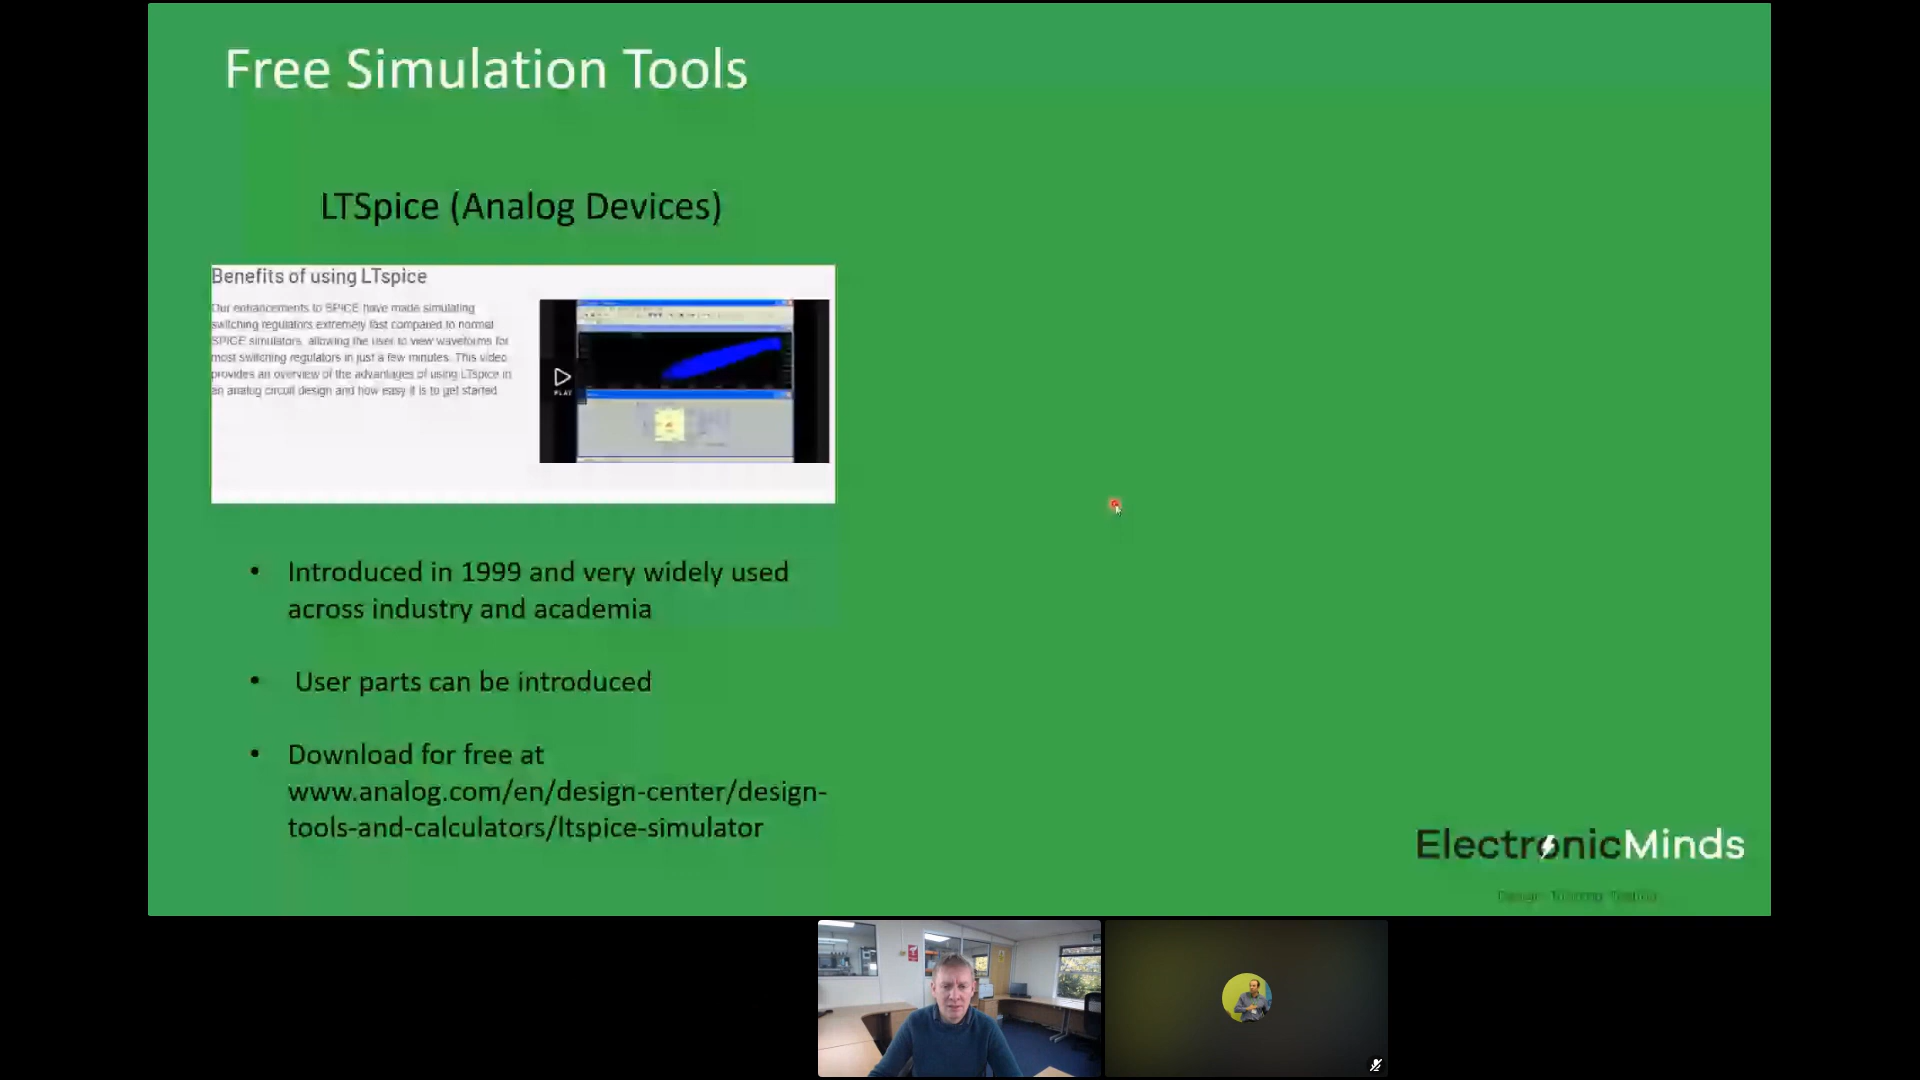 Free Simulation Tools
LTSpice (Analog Devices)
Benefits of using LTspice
Our enhancements to SPICE have made simulating
switching regulators extremely fast compared to normal
SPICE simulators, allowing the user to view waveforms for
most switching regulators in just a few minutes. This video
provides an overview of the advantages of using LTspice in
an analog circuit design and how easy it is to get started
PLAY
• Introduced in 1999 and very widely used
across industry and academia
• User parts can be introduced
• Download for free at
www.analog.com/en/design-center/design-
tools-and-calculators/ltspice-simulator
ElectronicMinds